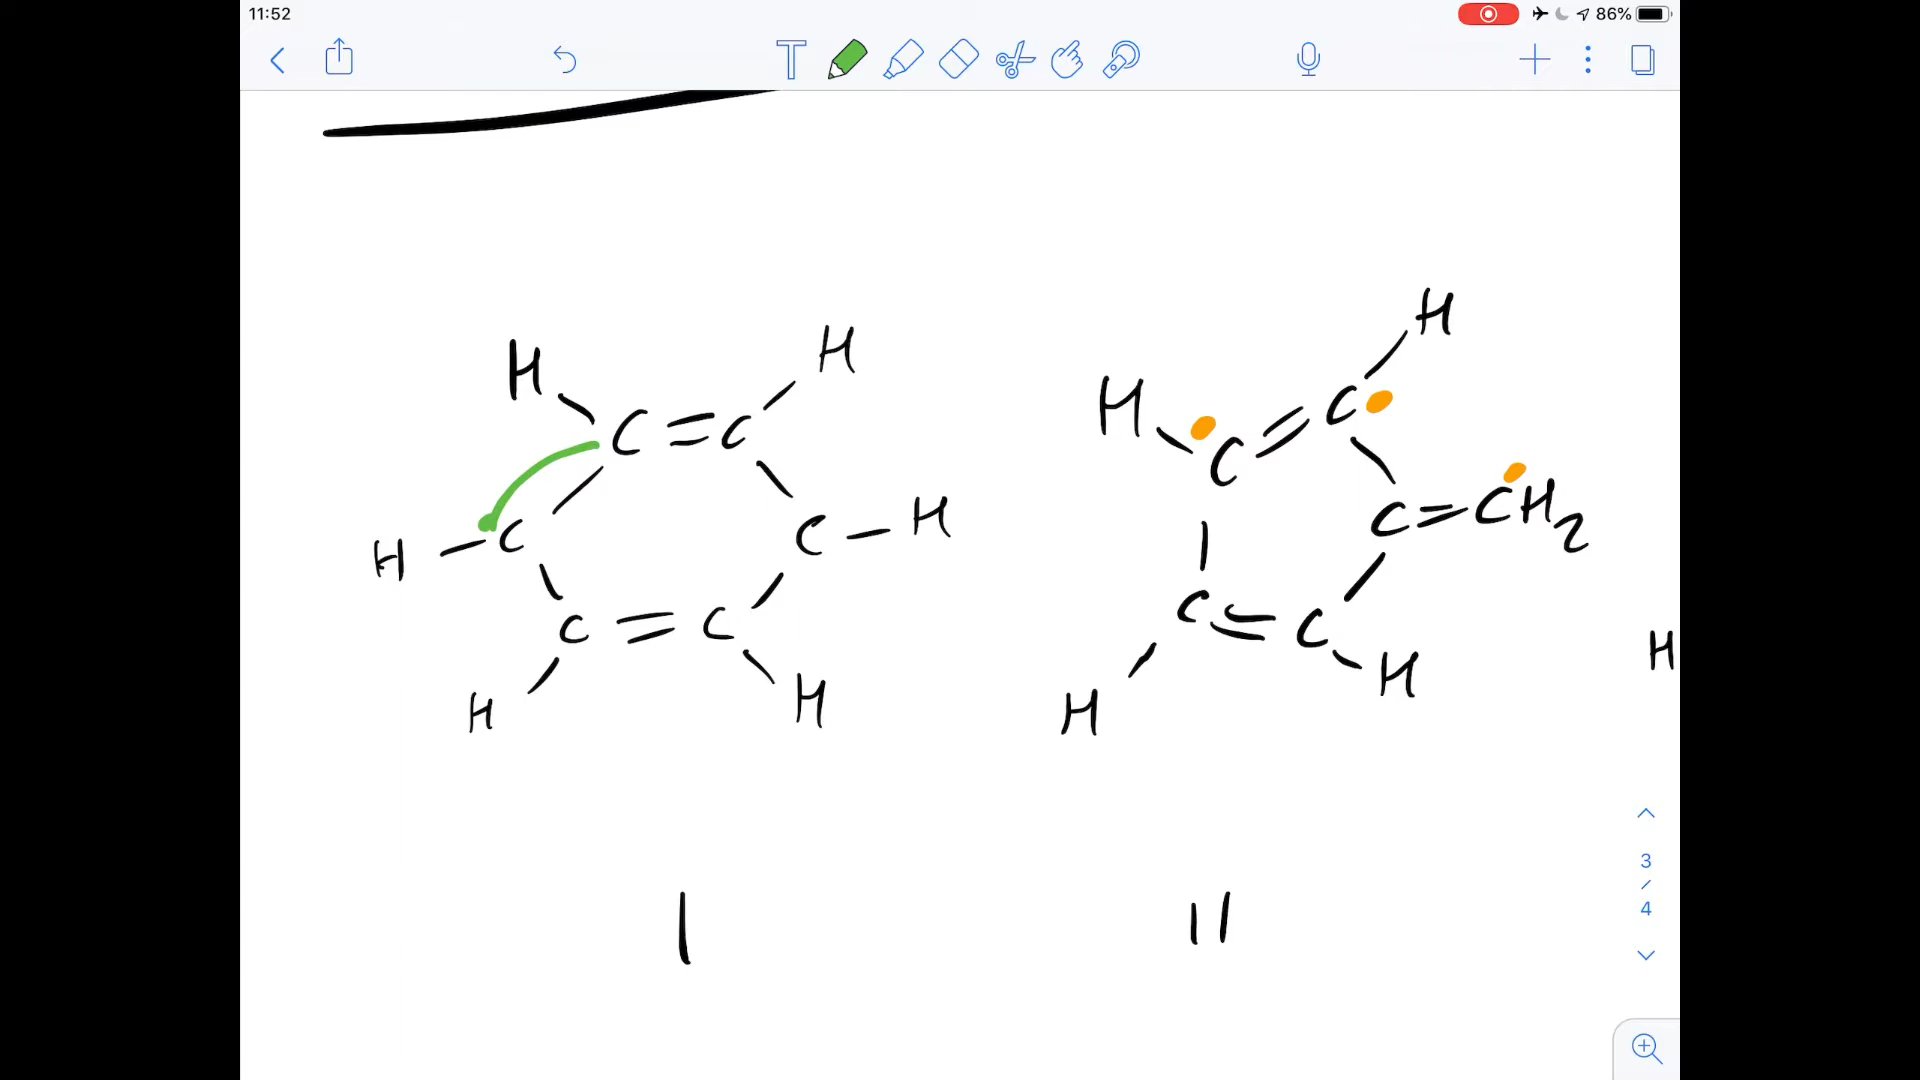 11:52
86%
T
H
H
H
H
C = C
C
H
C = C
C
C - H
C = CH2
H - C
C = C
C = C
H
H
H
H
H
I
II
3
/
4